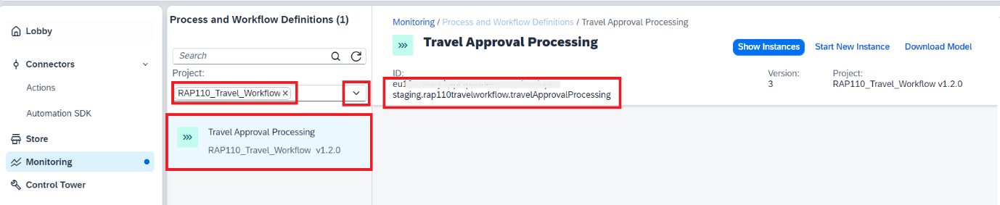 Lobby
Connectors
Actions
Automation SDK
Store
Monitoring
Control Tower
Process and Workflow Definitions (1)
Search
Project:
RAP110_Travel_Workflow
Travel Approval Processing
RAP110_Travel_Workflow v1.2.0
Monitoring / Process and Workflow Definitions / Travel Approval Processing
Travel Approval Processing
Show Instances Start New Instance Download Model
ID:
staging.rap110travelworkflow.travelApprovalProcessing
Version:
3
Project:
RAP110_Travel_Workflow v1.2.0